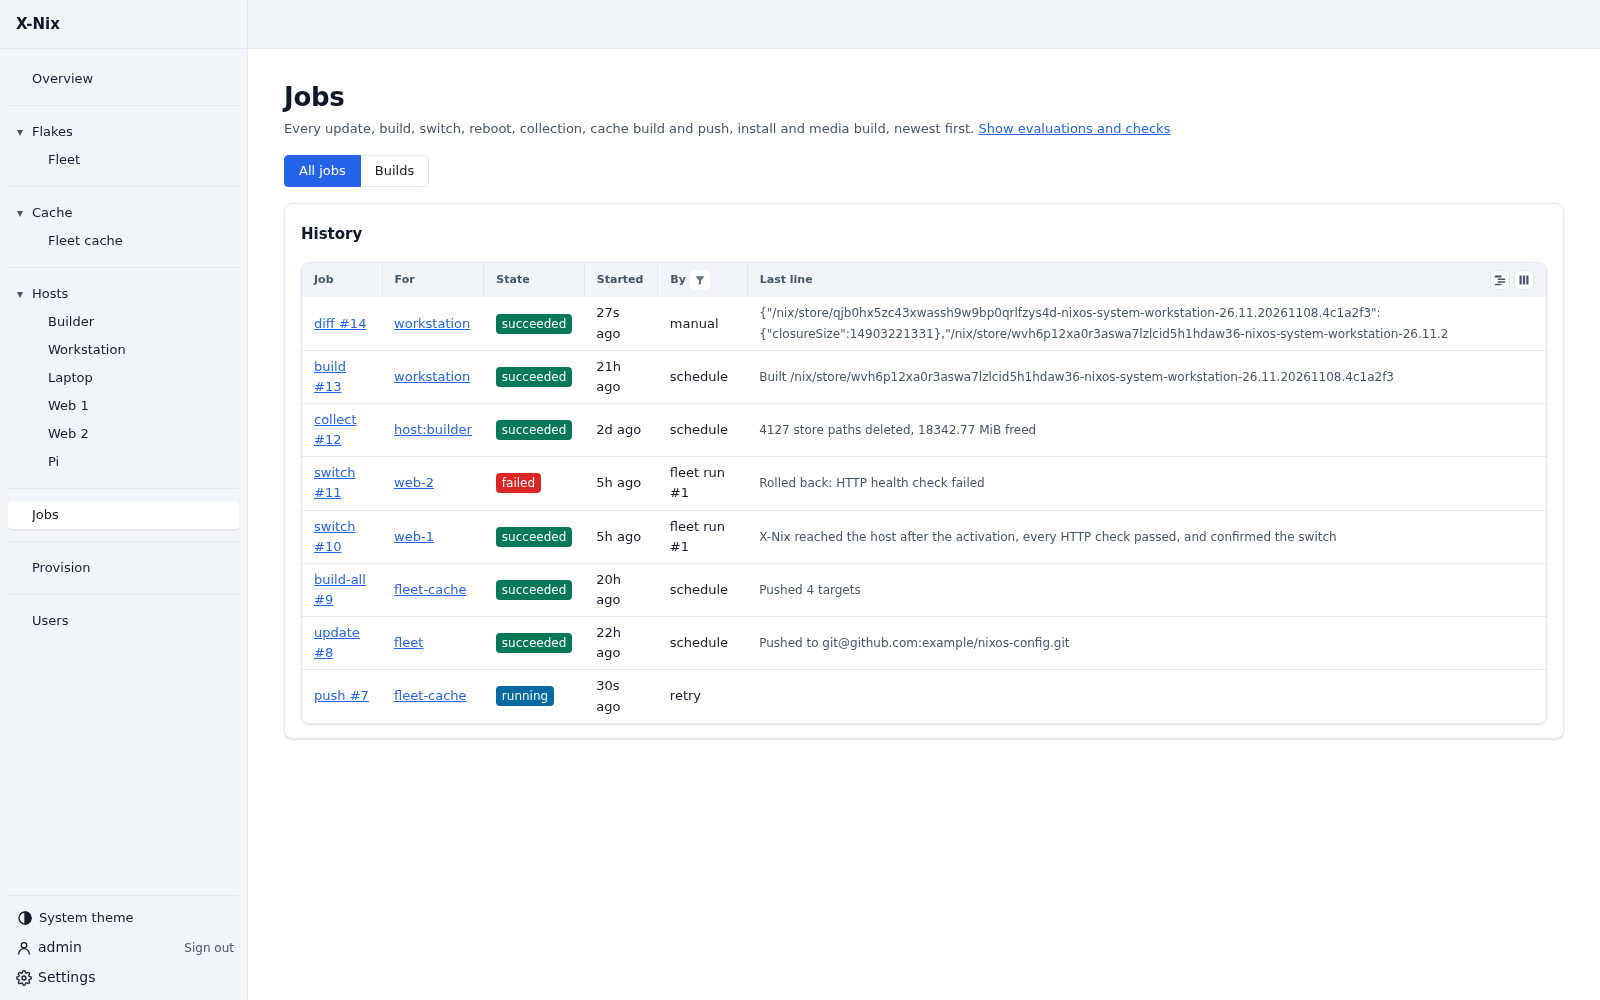 X-Nix
Overview
Flakes
Fleet
Cache
Fleet cache
Hosts
Builder
Workstation
Laptop
Web 1
Web 2
Pi
Jobs
Provision
Users
System theme
admin Sign out
Settings
Jobs
Every update, build, switch, reboot, collection, cache build and push, install and media build, newest first. Show evaluations and checks
All jobs Builds
History
Job For State Started By Last line
diff #14 workstation succeeded 27s ago manual {"/nix/store/qjb0hx5zc43xwassh9w9bp0qrlfzys4d-nixos-system-workstation-26.11.20261108.4c1a2f3":
{"closureSize":14903221331},"/nix/store/wvh6p12xa0r3aswa7lzlcid5h1hdaw36-nixos-system-workstation-26.11.2
build #13 workstation succeeded 21h ago schedule Built /nix/store/wvh6p12xa0r3aswa7lzlcid5h1hdaw36-nixos-system-workstation-26.11.20261108.4c1a2f3
collect #12 host:builder succeeded 2d ago schedule 4127 store paths deleted, 18342.77 MiB freed
switch #11 web-2 failed 5h ago fleet run #1 Rolled back: HTTP health check failed
switch #10 web-1 succeeded 5h ago fleet run #1 X-Nix reached the host after the activation, every HTTP check passed, and confirmed the switch
build-all #9 fleet-cache succeeded 20h ago schedule Pushed 4 targets
update #8 fleet succeeded 22h ago schedule Pushed to git@github.com:example/nixos-config.git
push #7 fleet-cache running 30s ago retry